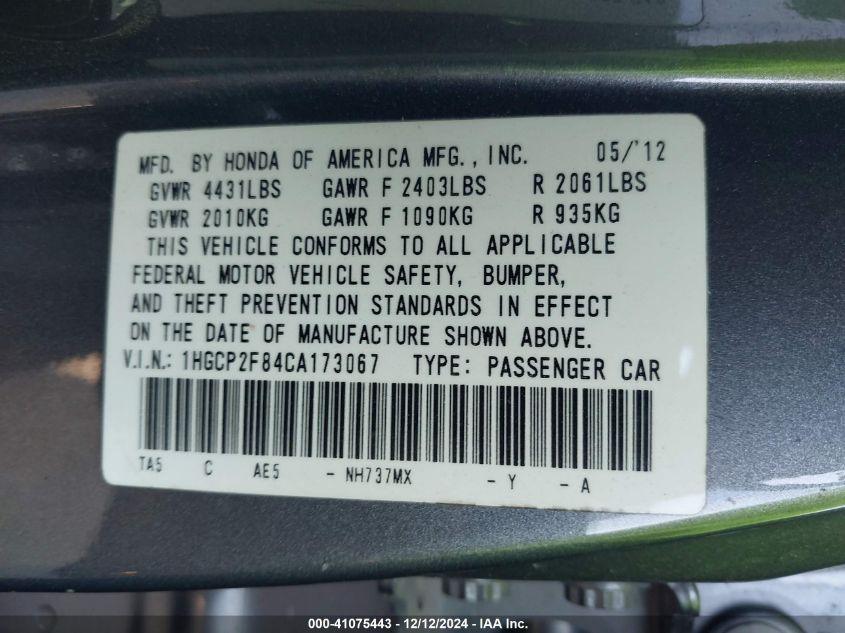 MFD. BY HONDA OF AMERICA MFG., INC. 05/'12
GVWR 4431LBS GAWR F 2403LBS R 2061LBS
GVWR 2010KG GAWR F 1090KG R 935KG
THIS VEHICLE CONFORMS TO ALL APPLICABLE
FEDERAL MOTOR VEHICLE SAFETY, BUMPER,
AND THEFT PREVENTION STANDARDS IN EFFECT
ON THE DATE OF MANUFACTURE SHOWN ABOVE.
V.I.N.: 1HGCP2F84CA173067 TYPE: PASSENGER CAR
TA5 C AE5 - NH737MX - Y - A
000-41075443 - 12/12/2024 - IAA Inc.